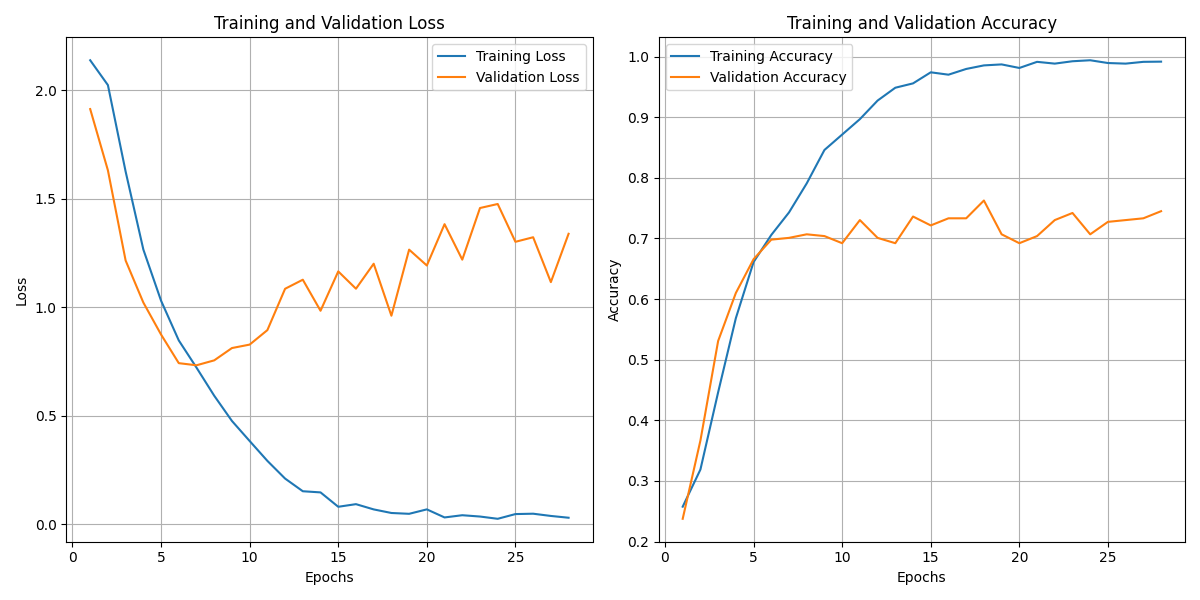 Training and Validation Loss
Training Loss
Validation Loss
Loss
2.0
1.5
1.0
0.5
0.0
0 5 10 15 20 25
Epochs
Training and Validation Accuracy
Training Accuracy
Validation Accuracy
Accuracy
1.0
0.9
0.8
0.7
0.6
0.5
0.4
0.3
0.2
0 5 10 15 20 25
Epochs